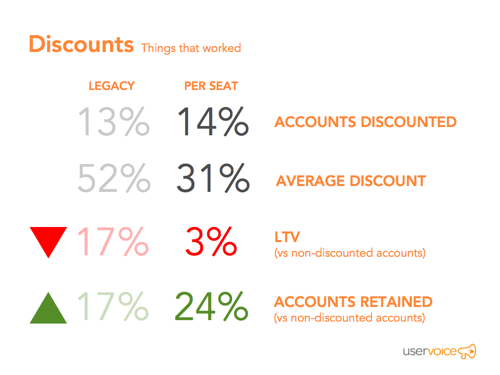 Discounts Things that worked
LEGACY PER SEAT
13% 14% ACCOUNTS DISCOUNTED
52% 31% AVERAGE DISCOUNT
17% 3% LTV
(vs non-discounted accounts)
17% 24% ACCOUNTS RETAINED
(vs non-discounted accounts)
uservoice